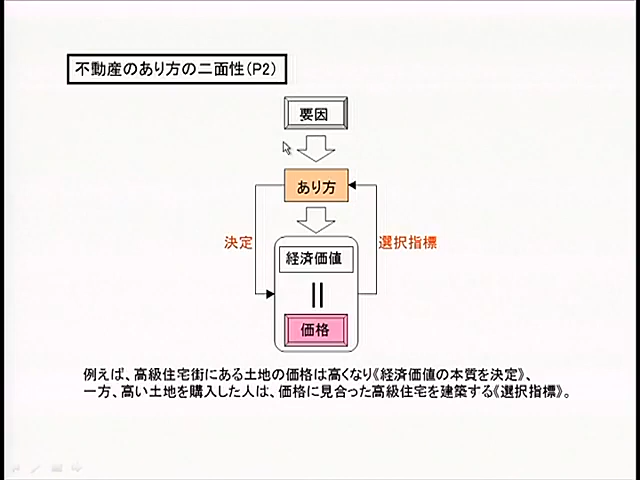 不動産のあり方の二面性(P2)
要因
あり方
決定
選択指標
経済価値
||
価格
例えば、高級住宅街にある土地の価格は高くなり《経済価値の本質を決定》、
一方、高い土地を購入した人は、価格に見合った高級住宅を建築する《選択指標》。